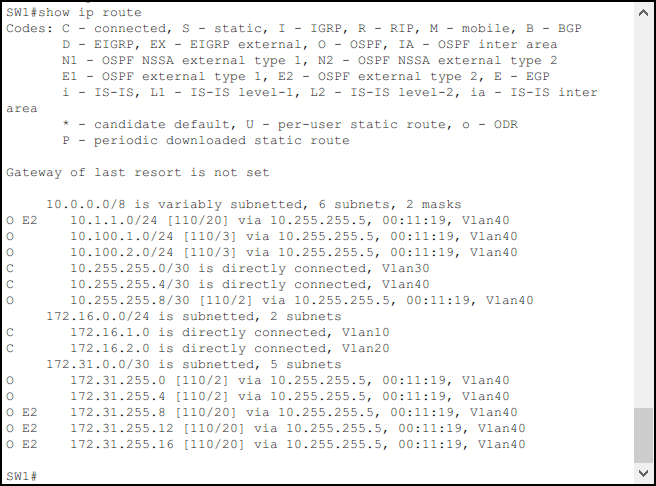 SW1#show ip route
Codes: C - connected, S - static, I - IGRP, R - RIP, M - mobile, B - BGP
D - EIGRP, EX - EIGRP external, O - OSPF, IA - OSPF inter area
N1 - OSPF NSSA external type 1, N2 - OSPF NSSA external type 2
E1 - OSPF external type 1, E2 - OSPF external type 2, E - EGP
i - IS-IS, L1 - IS-IS level-1, L2 - IS-IS level-2, ia - IS-IS inter
area
* - candidate default, U - per-user static route, o - ODR
P - periodic downloaded static route
Gateway of last resort is not set
10.0.0.0/8 is variably subnetted, 6 subnets, 2 masks
O E2 10.1.1.0/24 [110/20] via 10.255.255.5, 00:11:19, Vlan40
O 10.100.1.0/24 [110/3] via 10.255.255.5, 00:11:19, Vlan40
O 10.100.2.0/24 [110/3] via 10.255.255.5, 00:11:19, Vlan40
C 10.255.255.0/30 is directly connected, Vlan30
C 10.255.255.4/30 is directly connected, Vlan40
O 10.255.255.8/30 [110/2] via 10.255.255.5, 00:11:19, Vlan40
172.16.0.0/24 is subnetted, 2 subnets
C 172.16.1.0 is directly connected, Vlan10
C 172.16.2.0 is directly connected, Vlan20
172.31.0.0/30 is subnetted, 5 subnets
O 172.31.255.0 [110/2] via 10.255.255.5, 00:11:19, Vlan40
O 172.31.255.4 [110/2] via 10.255.255.5, 00:11:19, Vlan40
O E2 172.31.255.8 [110/20] via 10.255.255.5, 00:11:19, Vlan40
O E2 172.31.255.12 [110/20] via 10.255.255.5, 00:11:19, Vlan40
O E2 172.31.255.16 [110/20] via 10.255.255.5, 00:11:19, Vlan40
SW1#